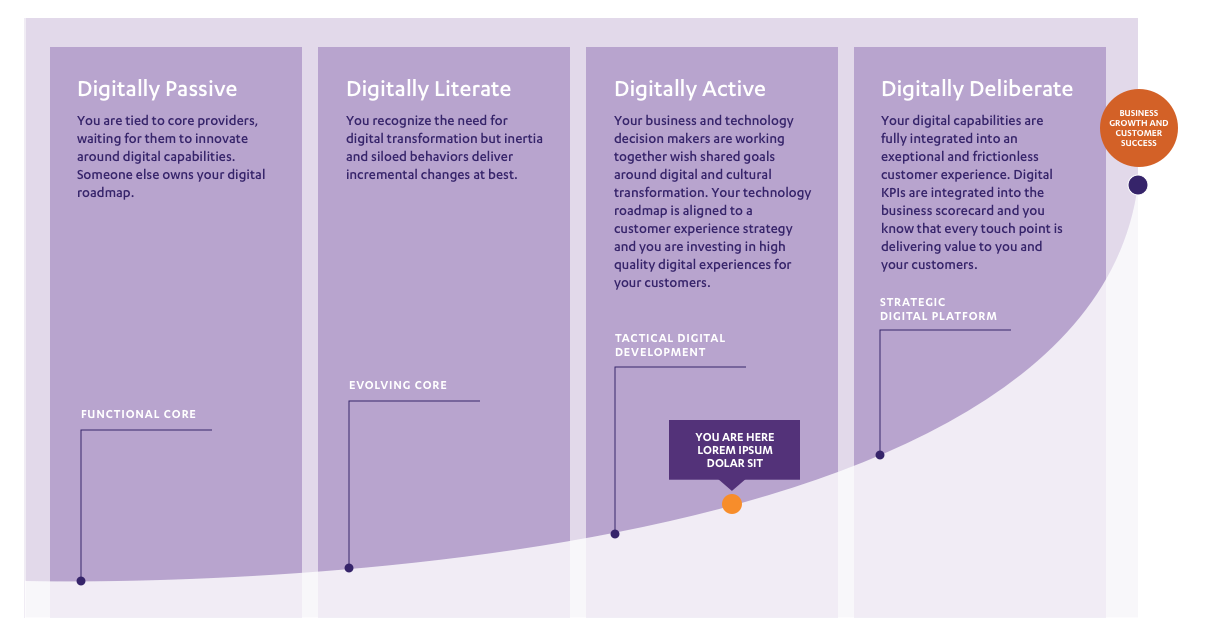 Digitally Passive
You are tied to core providers,
waiting for them to innovate
around digital capabilities.
Someone else owns your digital
roadmap.
FUNCTIONAL CORE
Digitally Literate
You recognize the need for
digital transformation but inertia
and siloed behaviors deliver
incremental changes at best.
EVOLVING CORE
Digitally Active
Your business and technology
decision makers are working
together wish shared goals
around digital and cultural
transformation. Your technology
roadmap is aligned to a
customer experience strategy
and you are investing in high
quality digital experiences for
your customers.
TACTICAL DIGITAL
DEVELOPMENT
YOU ARE HERE
LOREM IPSUM
DOLAR SIT
Digitally Deliberate
Your digital capabilities are
fully integrated into an
exeptional and frictionless
customer experience. Digital
KPIs are integrated into the
business scorecard and you
know that every touch point is
delivering value to you and
your customers.
STRATEGIC
DIGITAL PLATFORM
BUSINESS
GROWTH AND
CUSTOMER
SUCCESS